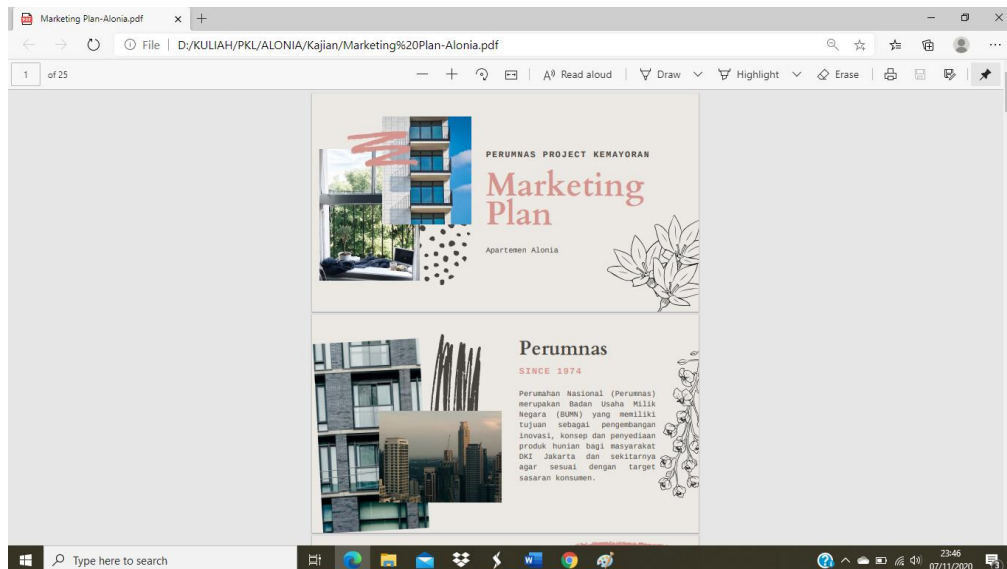 Marketing Plan-Alonia.pdf
File
D:/KULIAH/PKL/ALONIA/Kajian/Marketing%20Plan-Alonia.pdf
1 of 25
Read aloud
Draw
Highlight
Erase
PERUMNAS PROJECT KEMAYORAN
Marketing
Plan
Apartemen Alonia
Perumnas
SINCE 1974
Perumahan Nasional (Perumnas)
merupakan Badan Usaha Milik
Negara (BUMN) yang memiliki
tujuan sebagai pengembangan
inovasi, konsep dan penyediaan
produk hunian bagi masyarakat
DKI Jakarta dan sekitarnya
agar sesuai dengan target
sasaran konsumen.
Type here to search
23:46
07/11/2020